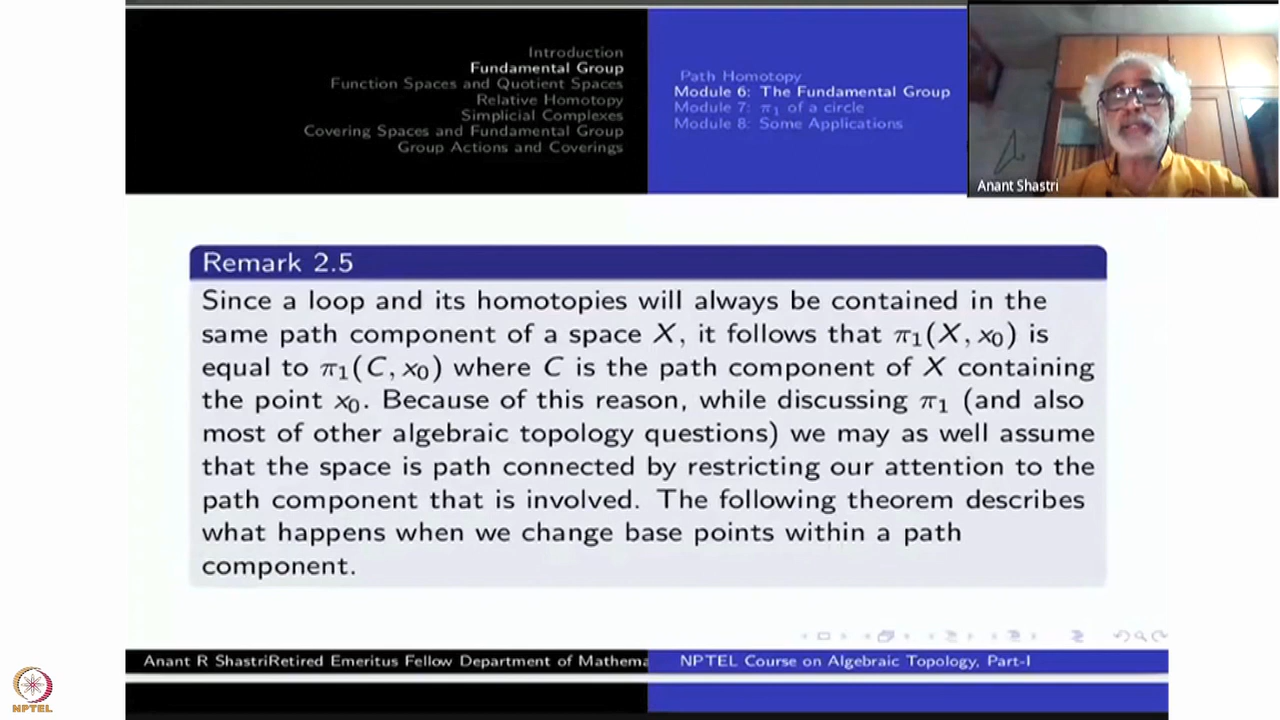 Introduction
Fundamental Group
Function Spaces and Quotient Spaces
Relative Homotopy
Simplicial Complexes
Covering Spaces and Fundamental Group
Group Actions and Coverings
Path Homotopy
Module 6: The Fundamental Group
Module 7: π₁ of a circle
Module 8: Some Applications
Anant Shastri
Remark 2.5
Since a loop and its homotopies will always be contained in the
same path component of a space X, it follows that π₁(X, x₀) is
equal to π₁(C, x₀) where C is the path component of X containing
the point x₀. Because of this reason, while discussing π₁ (and also
most of other algebraic topology questions) we may as well assume
that the space is path connected by restricting our attention to the
path component that is involved. The following theorem describes
what happens when we change base points within a path
component.
Anant R ShastriRetired Emeritus Fellow Department of Mathema
NPTEL Course on Algebraic Topology, Part-I
NPTEL